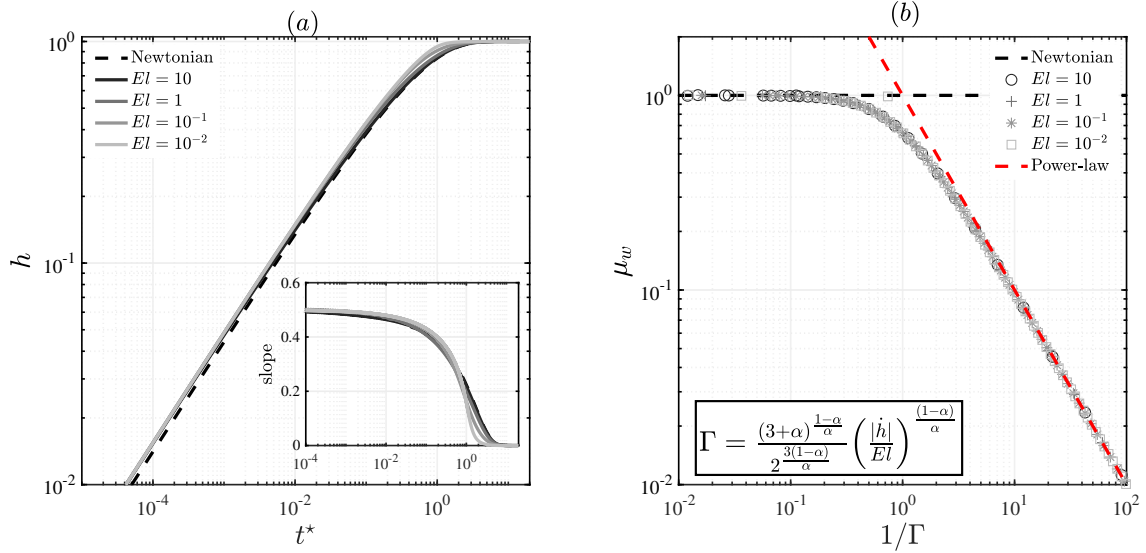 (a)
10^0
10^{-1}
10^{-2}
h
10^{-4}
10^{-2}
10^0
t^⋆
Newtonian
El = 10
El = 1
El = 10^{-1}
El = 10^{-2}
0.6
0.4
0.2
0
slope
10^{-4}
10^{-2}
10^0
(b)
10^0
10^{-1}
10^{-2}
μ_w
10^{-2}
10^{-1}
10^0
10^1
10^2
1/Γ
Newtonian
El = 10
El = 1
El = 10^{-1}
El = 10^{-2}
Power-law
Γ = \frac{(3+α)^{\frac{1-α}{α}}}{2^{\frac{3(1-α)}{α}}} \left(\frac{|\dot{h}|}{El}\right)^{\frac{(1-α)}{α}}